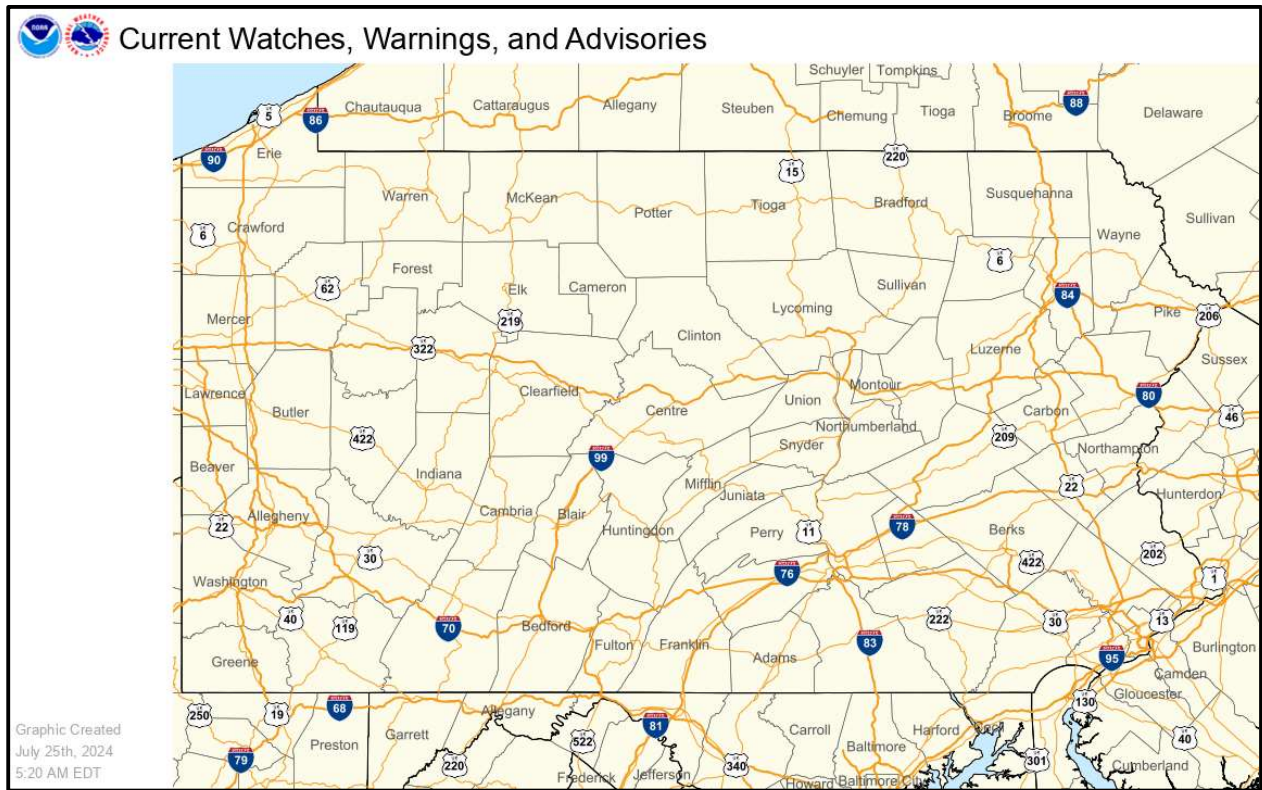 Current Watches, Warnings, and Advisories
Schuyler
Tompkins
Chautauqua
Cattaraugus
Allegany
Steuben
Chemung
Tioga
Broome
88
Delaware
5
86
90
Erie
220
15
Warren
McKean
Potter
Tioga
Bradford
Susquehanna
Sullivan
6
Crawford
Wayne
Forest
6
62
Elk
Cameron
Sullivan
84
Mercer
219
Lycoming
Pike
206
Clinton
322
Luzerne
Sussex
Lawrence
Clearfield
Montour
80
Butler
Centre
Union
Carbon
46
422
Northumberland
209
Snyder
Northampton
99
Beaver
Indiana
Mifflin
22
Juniata
Hunterdon
Allegheny
22
Cambria
Blair
Huntingdon
Perry
11
78
Berks
30
202
422
76
1
Washington
40
119
70
Bedford
222
30
13
Fulton
Franklin
83
Adams
95
Burlington
Greene
Camden
Gloucester
130
250
19
68
Allegany
81
Carroll
Harford
Cecil
Graphic Created
July 25th, 2024
5:20 AM EDT
Preston
Garrett
522
Baltimore
40
79
220
340
301
Cumberland
Frederick
Jefferson
Howard
Baltimore City